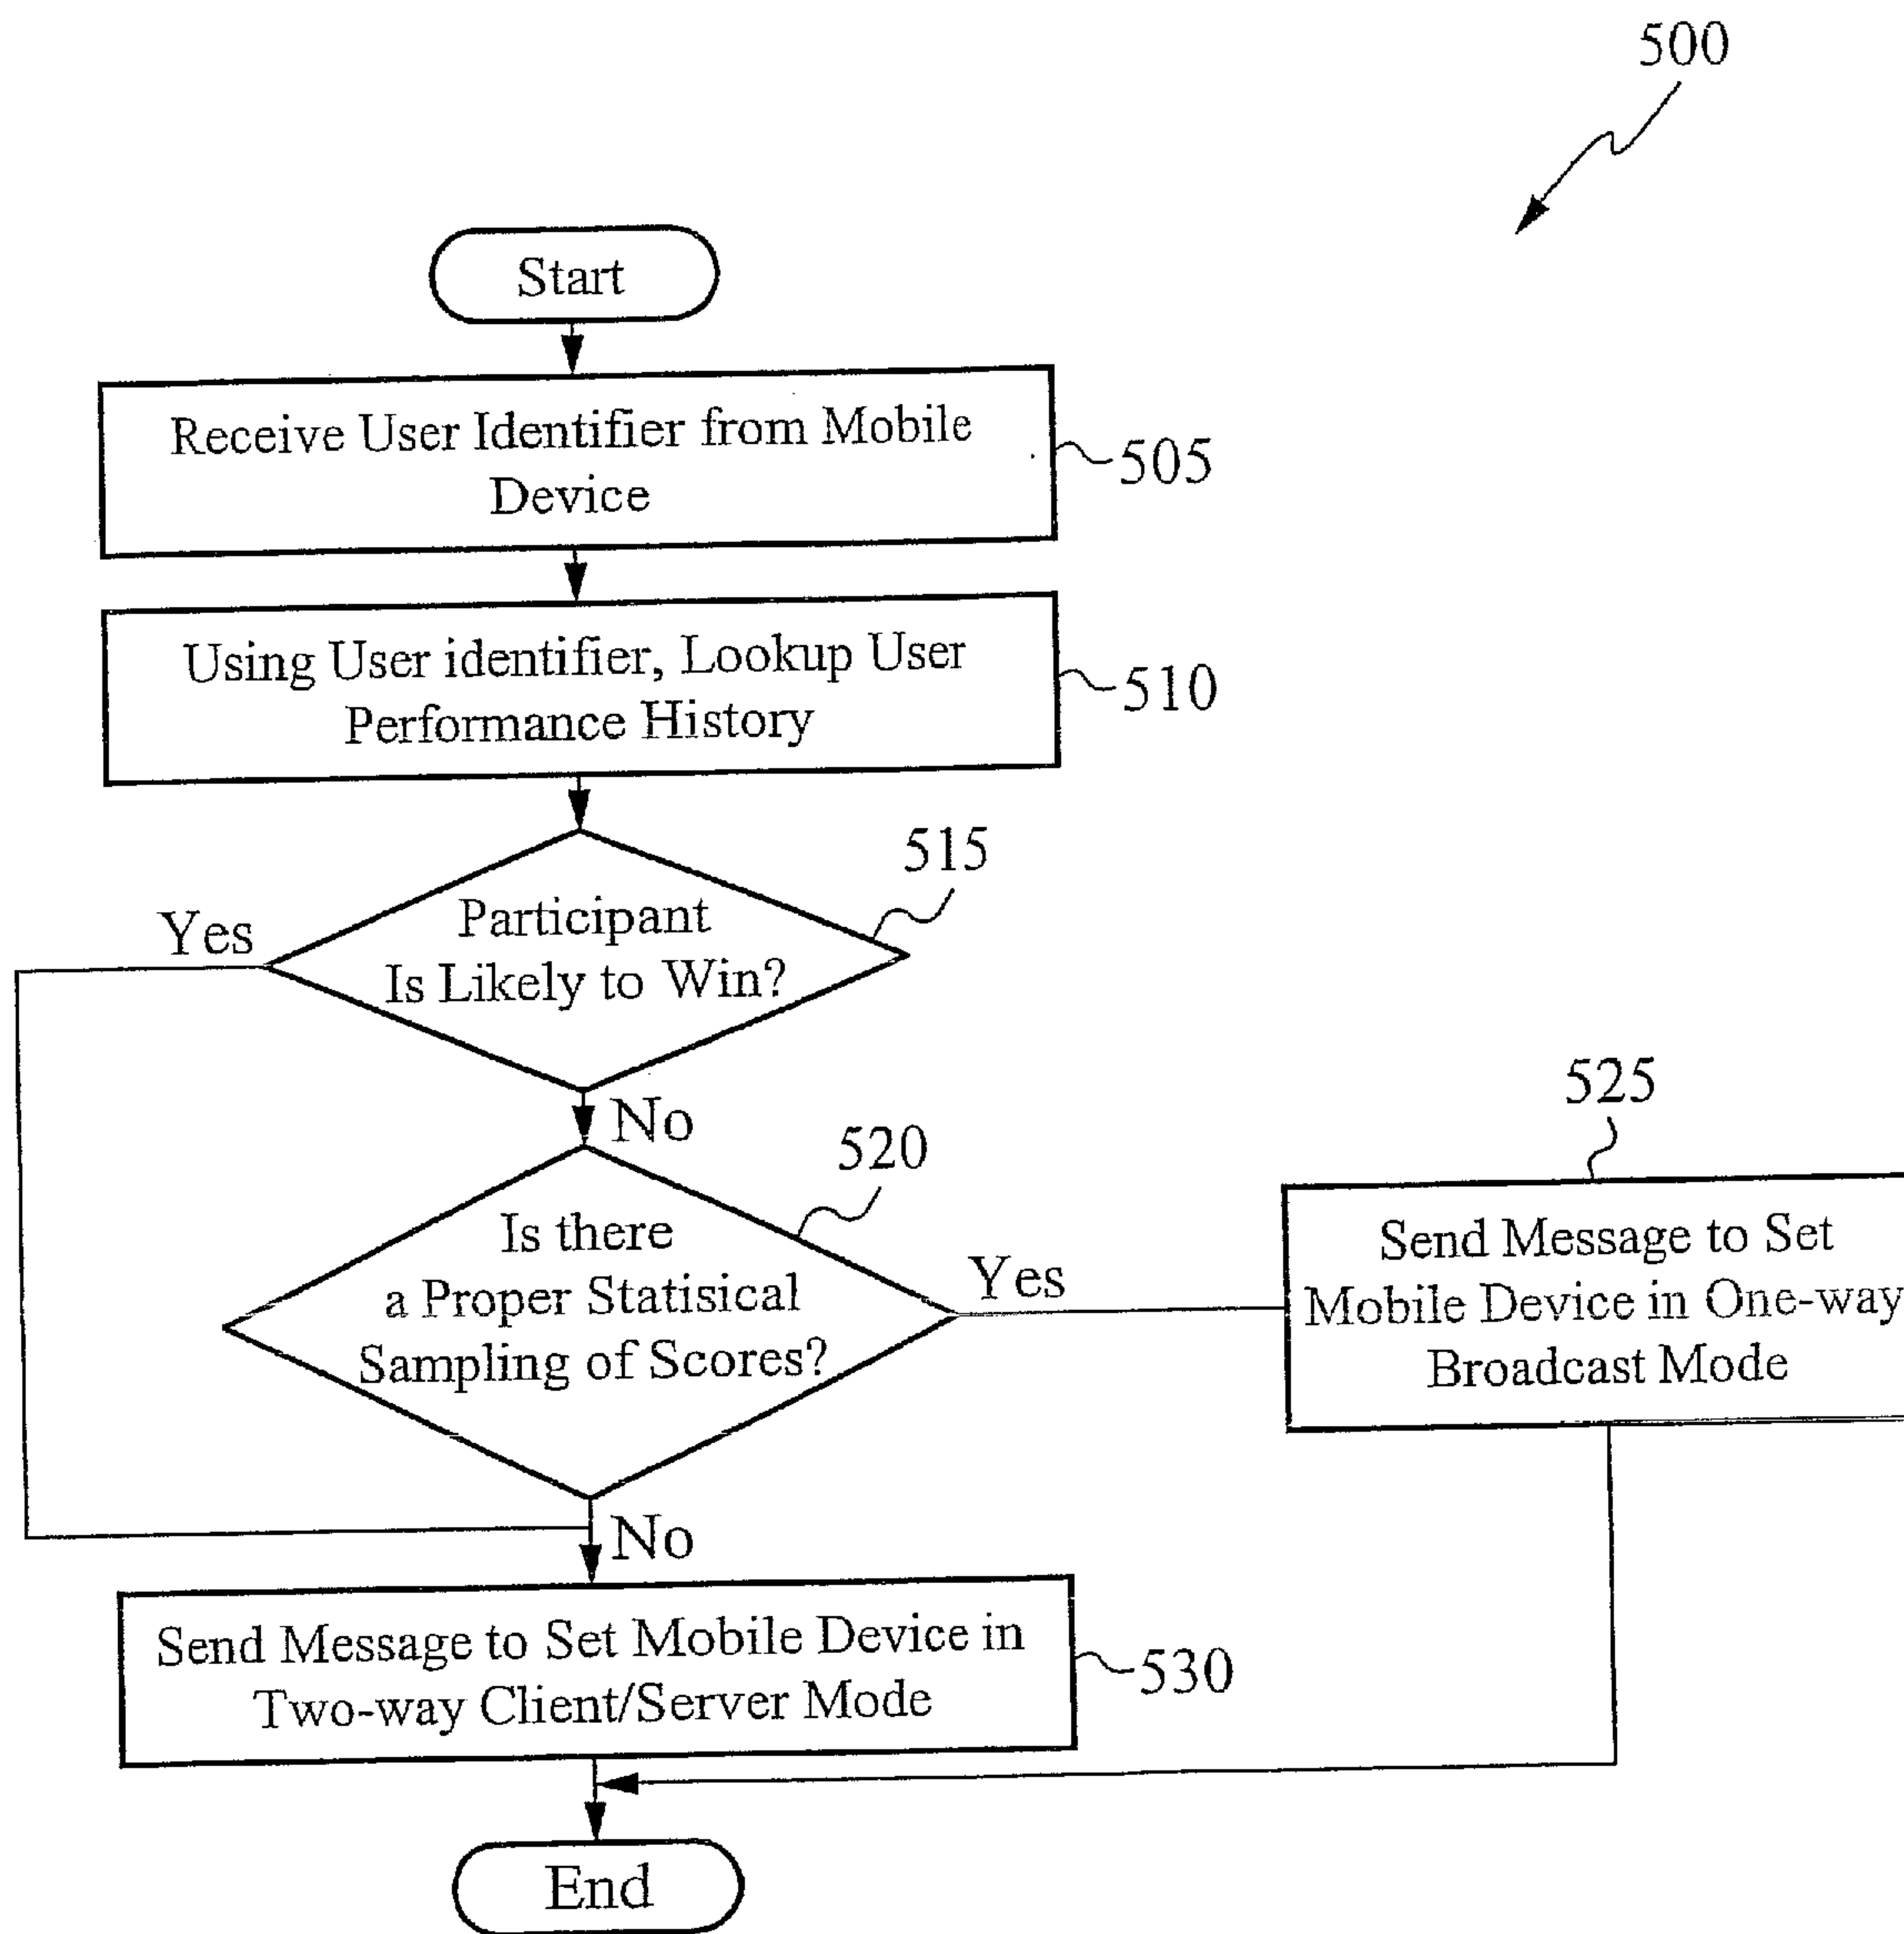 500
Start
Receive User Identifier from Mobile
Device
505
Using User identifier, Lookup User
Performance History
510
515
Participant
Is Likely to Win?
Yes
No
520
Is there
a Proper Statisical
Sampling of Scores?
Yes
525
Send Message to Set
Mobile Device in One-way
Broadcast Mode
No
Send Message to Set Mobile Device in
Two-way Client/Server Mode
530
End